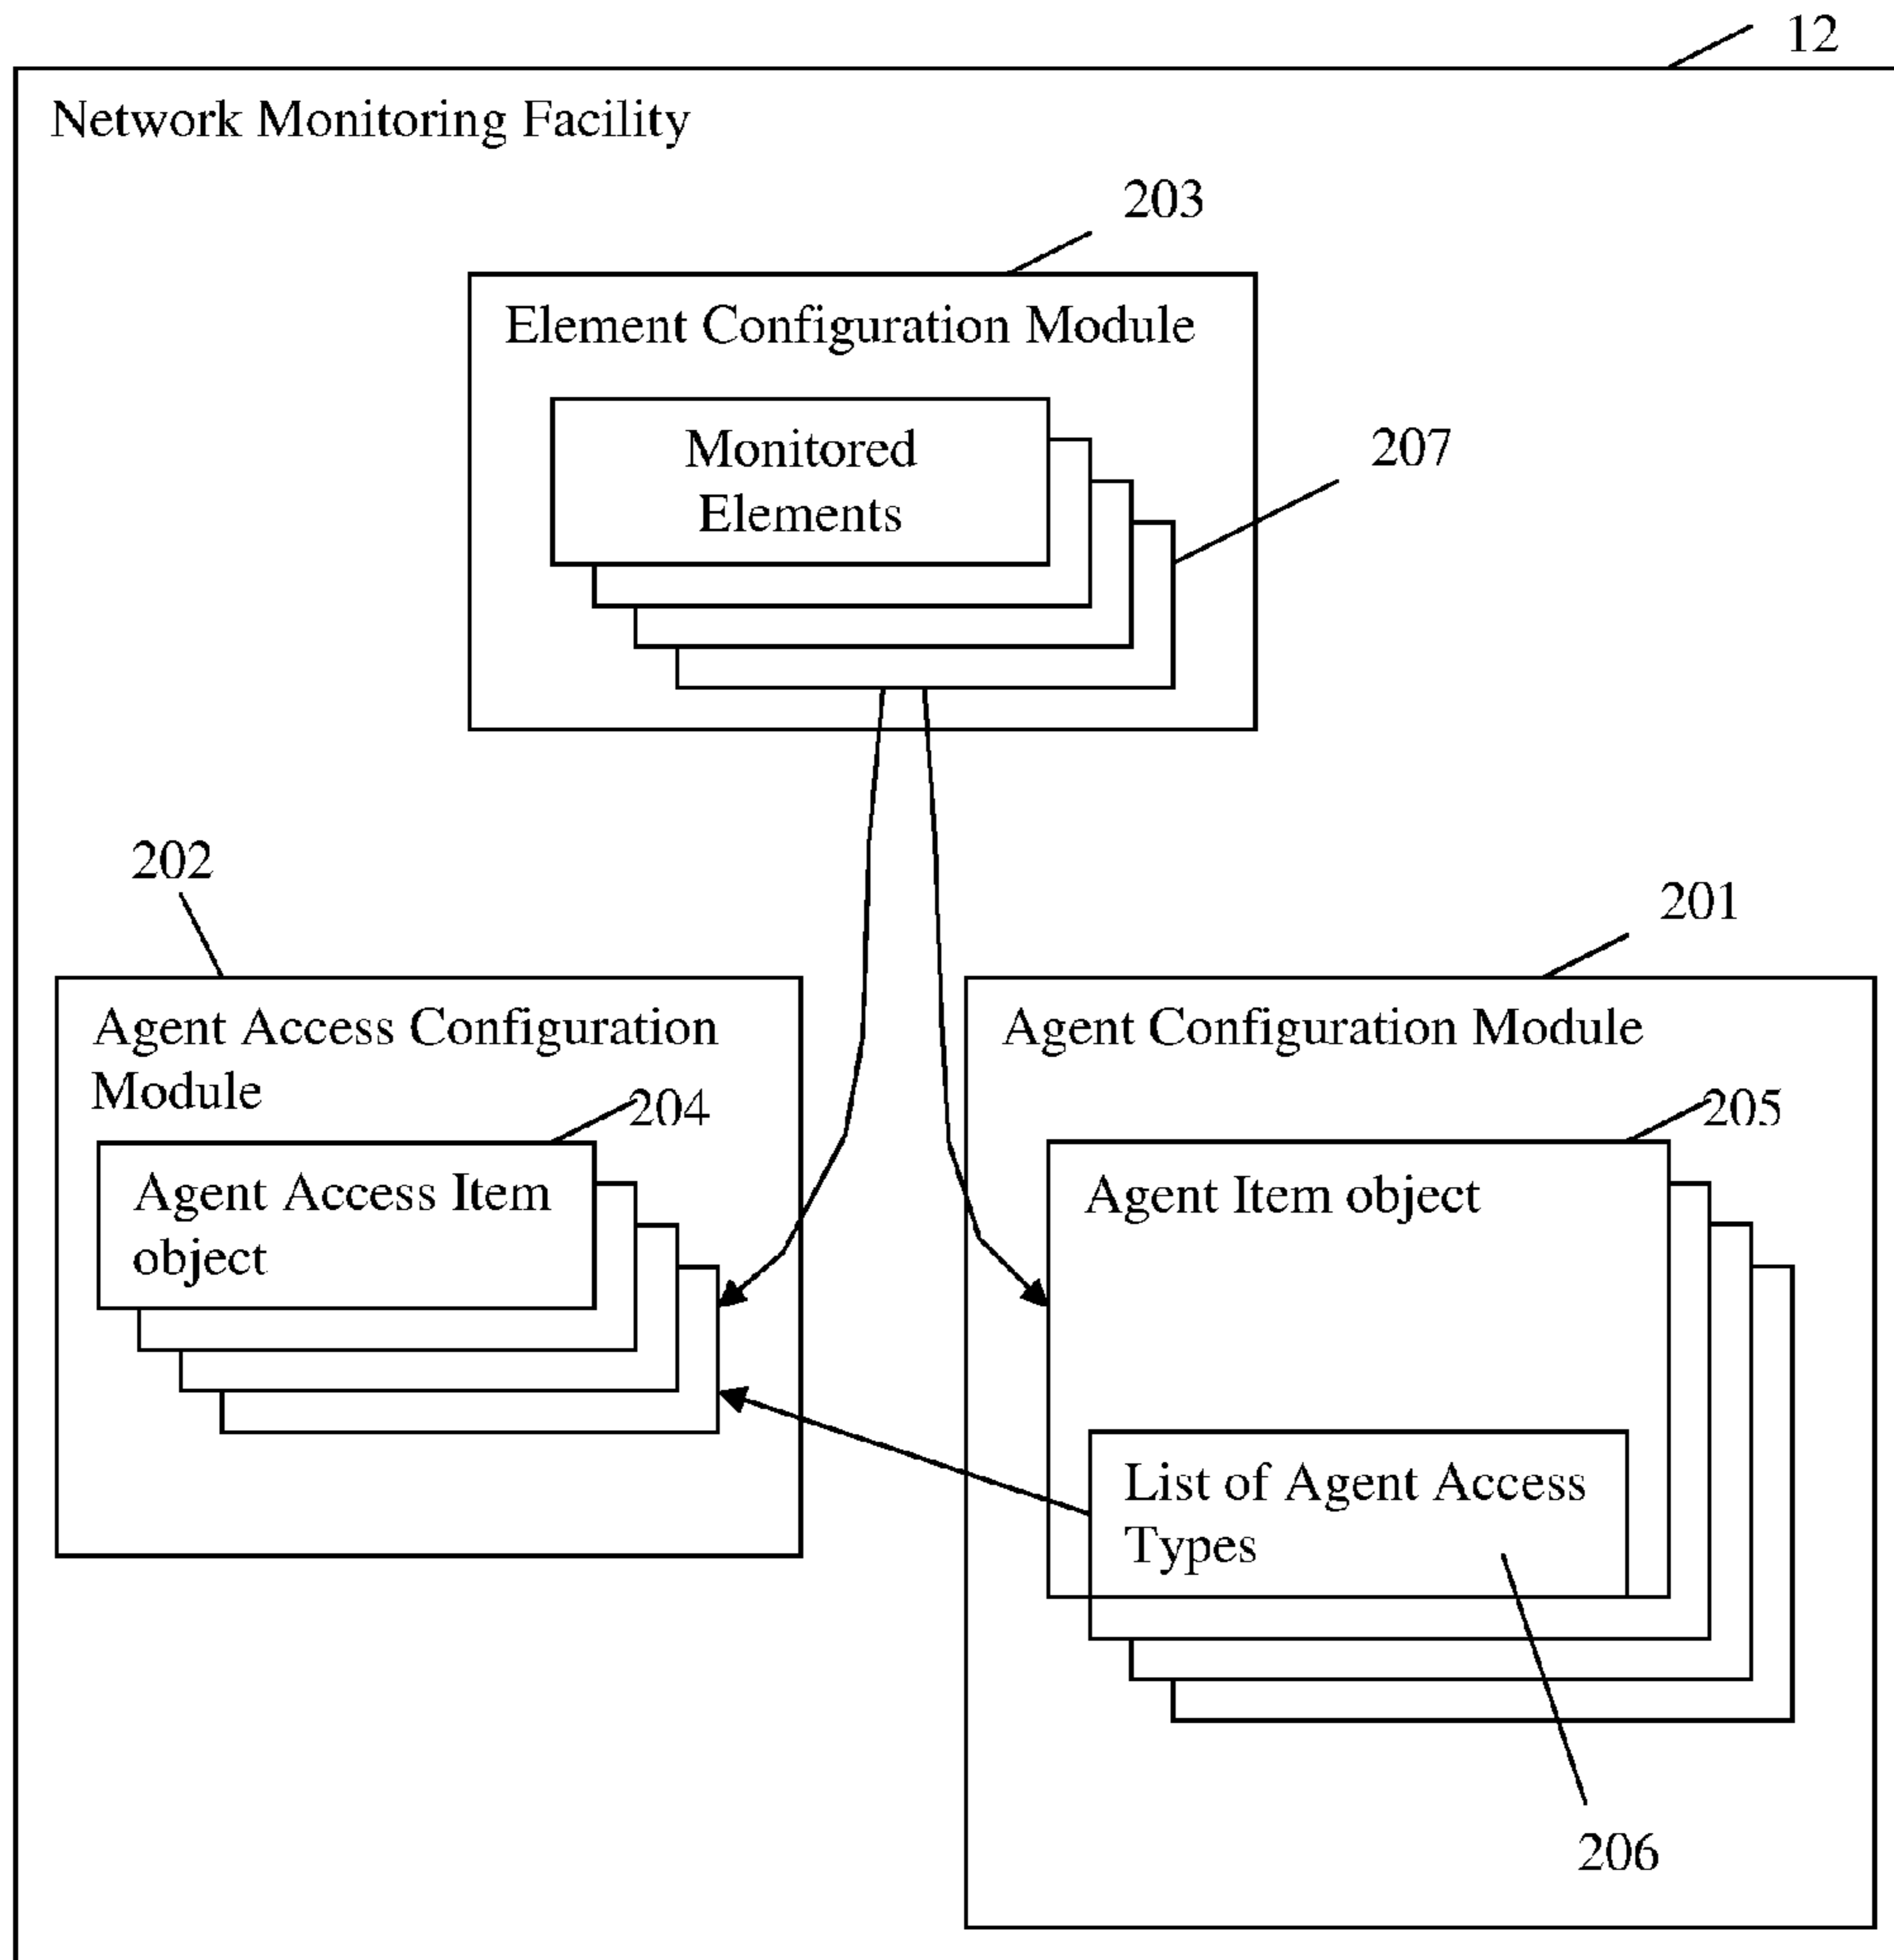 12
Network Monitoring Facility
203
Element Configuration Module
Monitored
Elements
207
202
201
Agent Access Configuration
Module
204
Agent Access Item
object
Agent Configuration Module
205
Agent Item object
List of Agent Access
Types
206